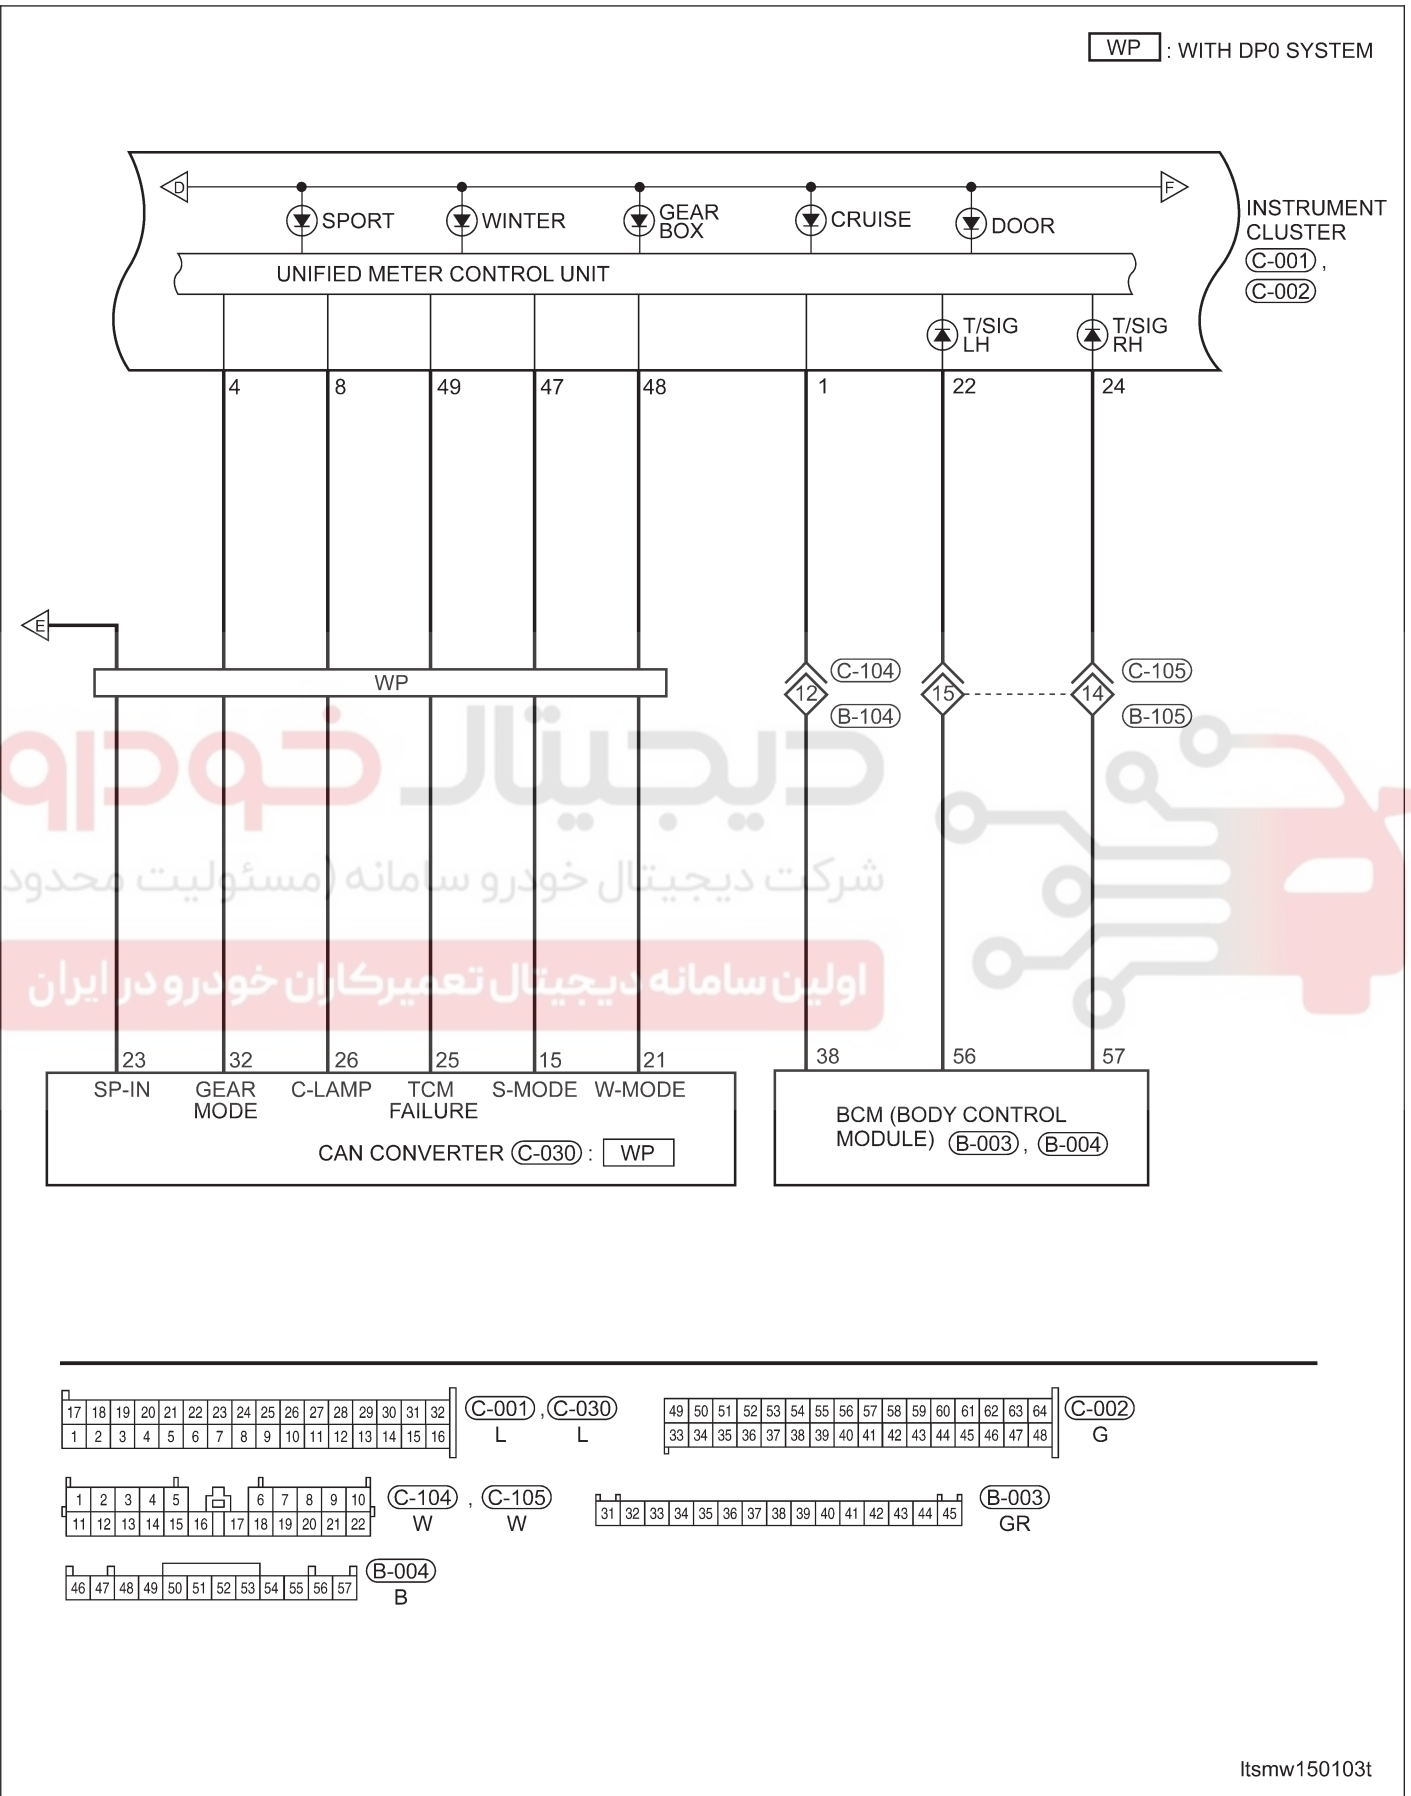 WP : WITH DP0 SYSTEM
D
F
SPORT
WINTER
GEAR
BOX
CRUISE
DOOR
INSTRUMENT
CLUSTER
C-001 ,
C-002
UNIFIED METER CONTROL UNIT
T/SIG
LH
T/SIG
RH
4 8 49 47 48 1 22 24
E
WP
12 15 14
C-104
B-104
C-105
B-105
دیجیتال خودرو
شرکت دیجیتال خودرو سامانه (مسئولیت محدود
اولین سامانه دیجیتال تعمیرکاران خودرو در ایران
23 32 26 25 15 21 38 56 57
SP-IN
GEAR
MODE
C-LAMP
TCM
FAILURE
S-MODE
W-MODE
CAN CONVERTER C-030 : WP
BCM (BODY CONTROL
MODULE) B-003 , B-004
17 18 19 20 21 22 23 24 25 26 27 28 29 30 31 32
1 2 3 4 5 6 7 8 9 10 11 12 13 14 15 16
C-001 , C-030
L L
49 50 51 52 53 54 55 56 57 58 59 60 61 62 63 64
33 34 35 36 37 38 39 40 41 42 43 44 45 46 47 48
C-002
G
1 2 3 4 5 6 7 8 9 10
11 12 13 14 15 16 17 18 19 20 21 22
C-104 , C-105
W W
31 32 33 34 35 36 37 38 39 40 41 42 43 44 45
B-003
GR
46 47 48 49 50 51 52 53 54 55 56 57
B-004
B
ltsmw150103t